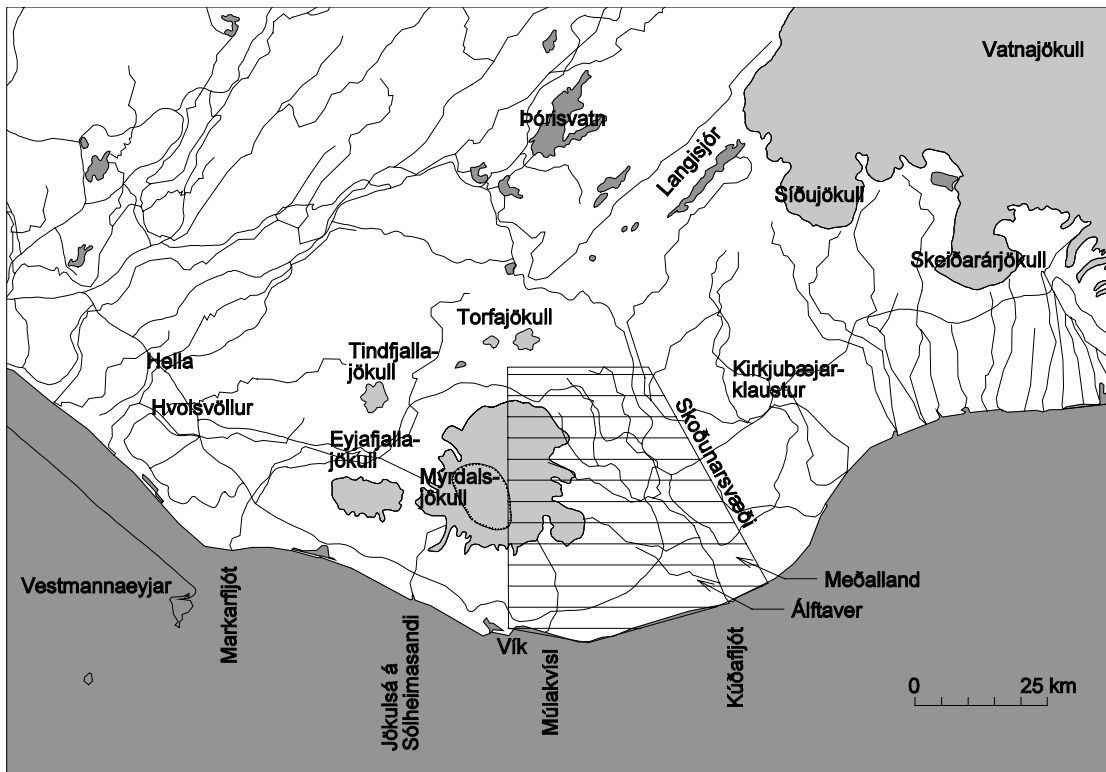 Vatnajökull
Þórisvatn
Langisjór
Síðujökull
Skeiðarárjökull
Torfajökull
Hella
Tindfjalla-
jökull
Kirkjubæjar-
klaustur
Hvolsvöllur
Skoðunarsvæði
Eyjafjalla-
jökull
Mýrdals-
jökull
Vestmannaeyjar
Meðalland
Álftaver
Markarfljót
Jökulsá á
Sólheimasandi
Vík
Múlakvísl
Kúðafljót
0 25 km